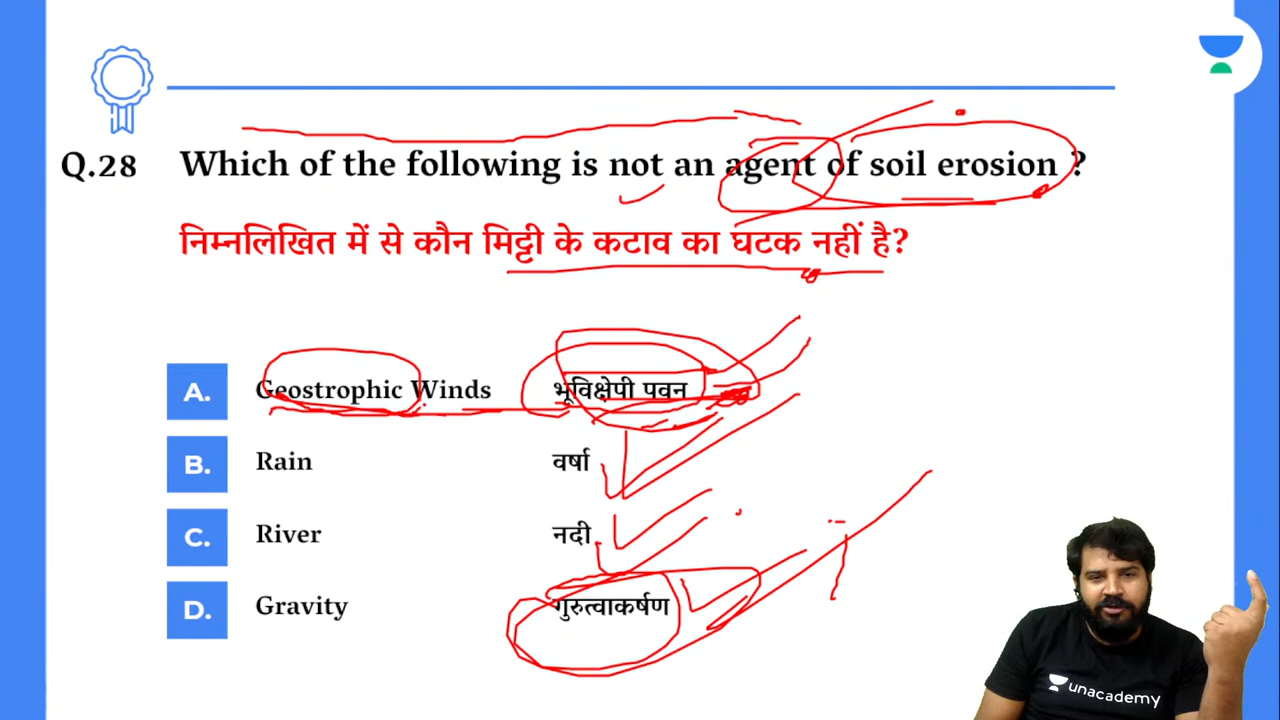 Q.28 Which of the following is not an agent of soil erosion ?
निम्नलिखित में से कौन मिट्टी के कटाव का घटक नहीं है?
A. Geostrophic Winds भूविक्षेपी पवन
B. Rain वर्षा
C. River नदी
D. Gravity गुरुत्वाकर्षण
unacademy